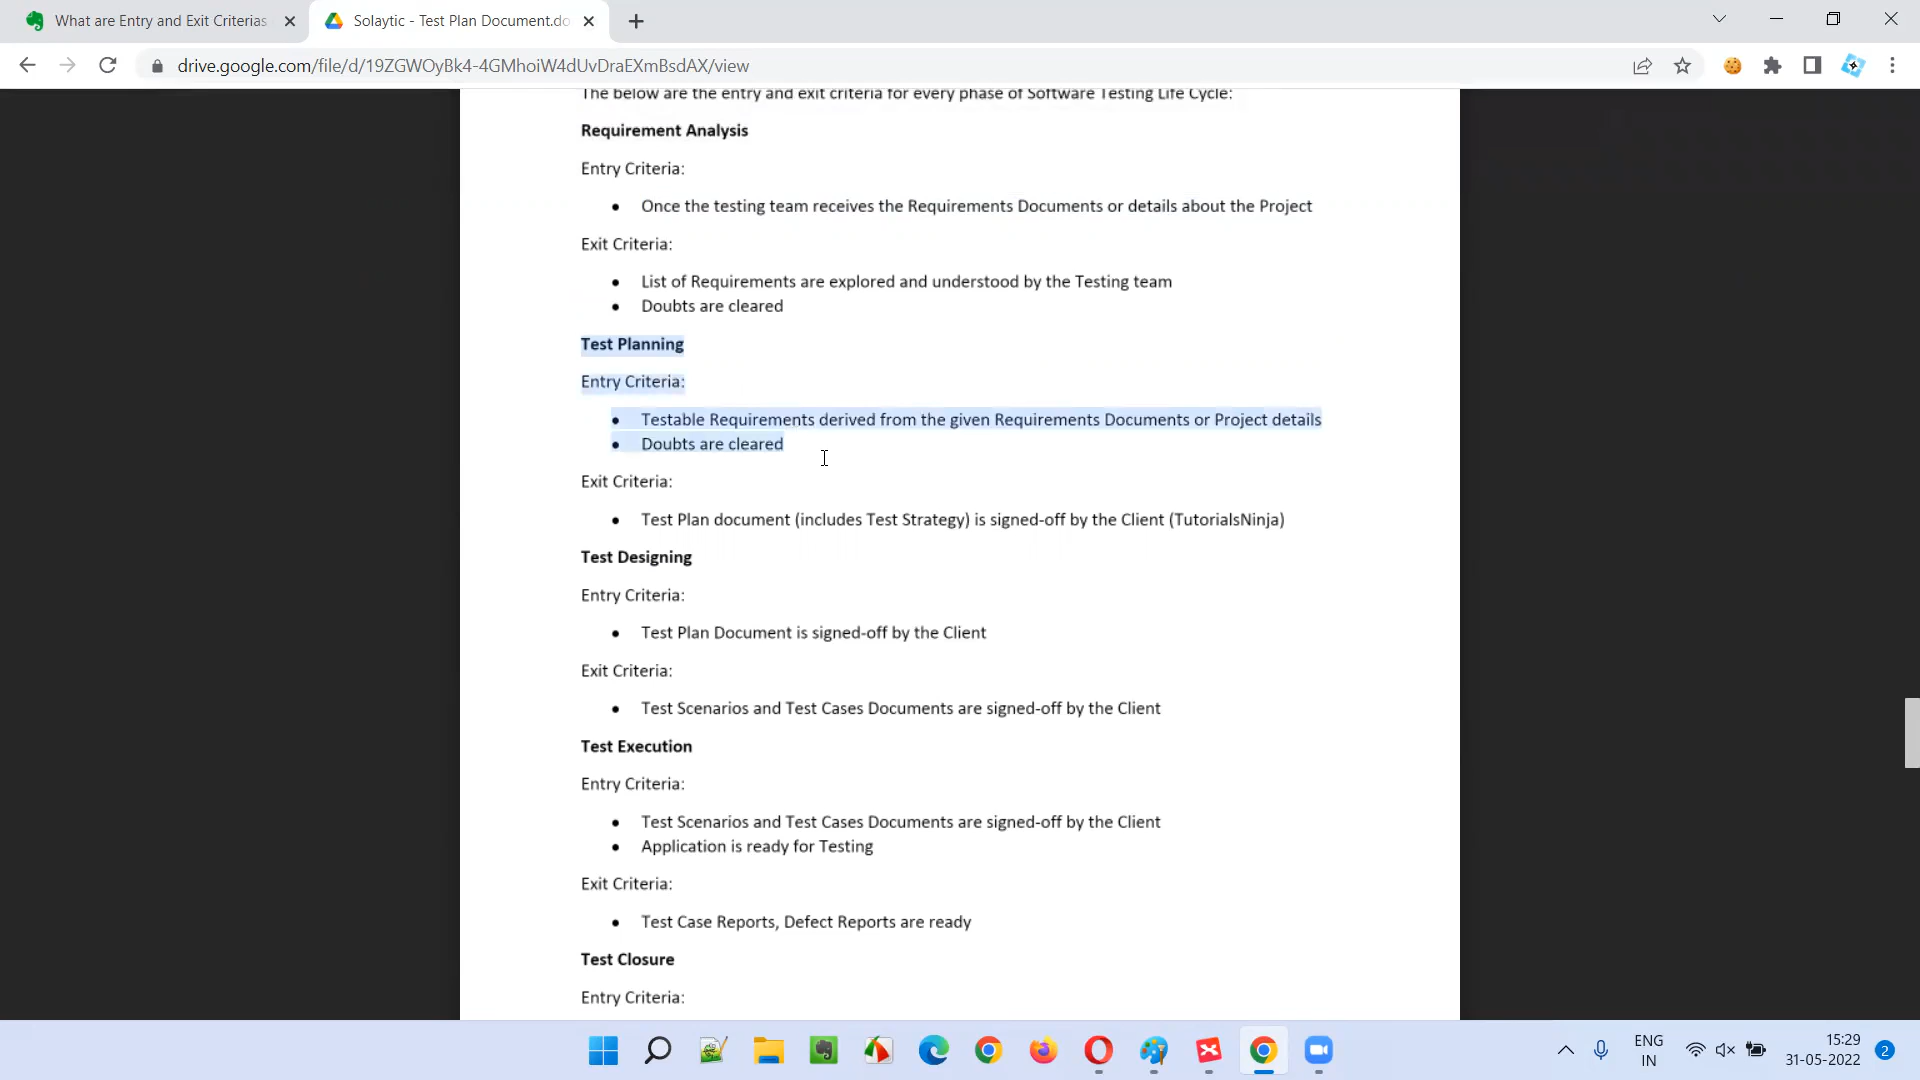 What are Entry and Exit Criterias
Solaytic - Test Plan Document.do
drive.google.com/file/d/19ZGWOyBk4-4GMhoiW4dUvDraEXmBsdAX/view
The below are the entry and exit criteria for every phase of Software Testing Life Cycle:
Requirement Analysis
Entry Criteria:
• Once the testing team receives the Requirements Documents or details about the Project
Exit Criteria:
• List of Requirements are explored and understood by the Testing team
• Doubts are cleared
Test Planning
Entry Criteria:
• Testable Requirements derived from the given Requirements Documents or Project details
• Doubts are cleared
Exit Criteria:
• Test Plan document (includes Test Strategy) is signed-off by the Client (TutorialsNinja)
Test Designing
Entry Criteria:
• Test Plan Document is signed-off by the Client
Exit Criteria:
• Test Scenarios and Test Cases Documents are signed-off by the Client
Test Execution
Entry Criteria:
• Test Scenarios and Test Cases Documents are signed-off by the Client
• Application is ready for Testing
Exit Criteria:
• Test Case Reports, Defect Reports are ready
Test Closure
Entry Criteria:
ENG
IN
15:29
31-05-2022
2